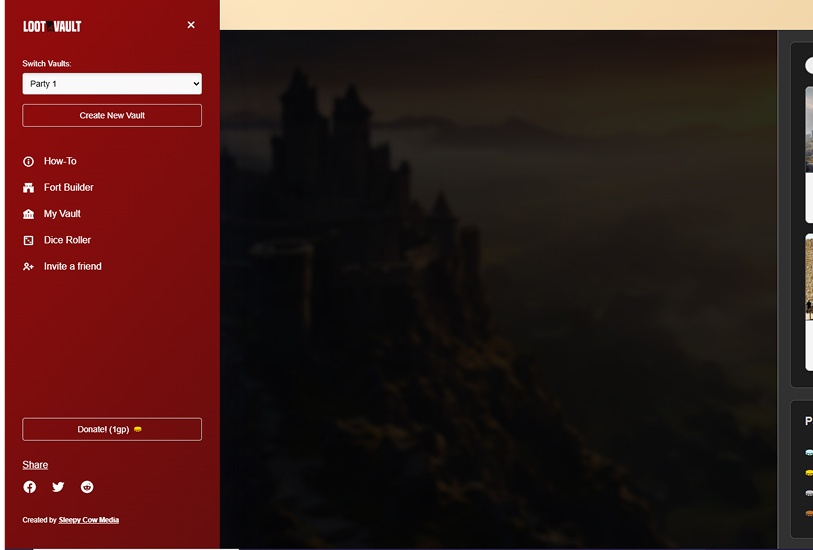 LOOT VAULT
Switch Vaults:
Party 1
Create New Vault
How-To
Fort Builder
My Vault
Dice Roller
Invite a friend
Donate! (1gp)
Share
Created by Sleepy Cow Media